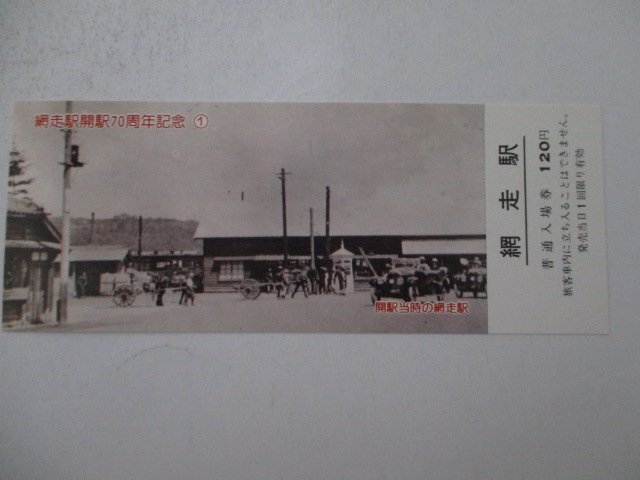 網走駅開駅70周年記念 ①
開駅当時の網走駅
網走駅
普通入場券 120円
旅客車内に立ち入ることはできません。
発売当日1回限り有効